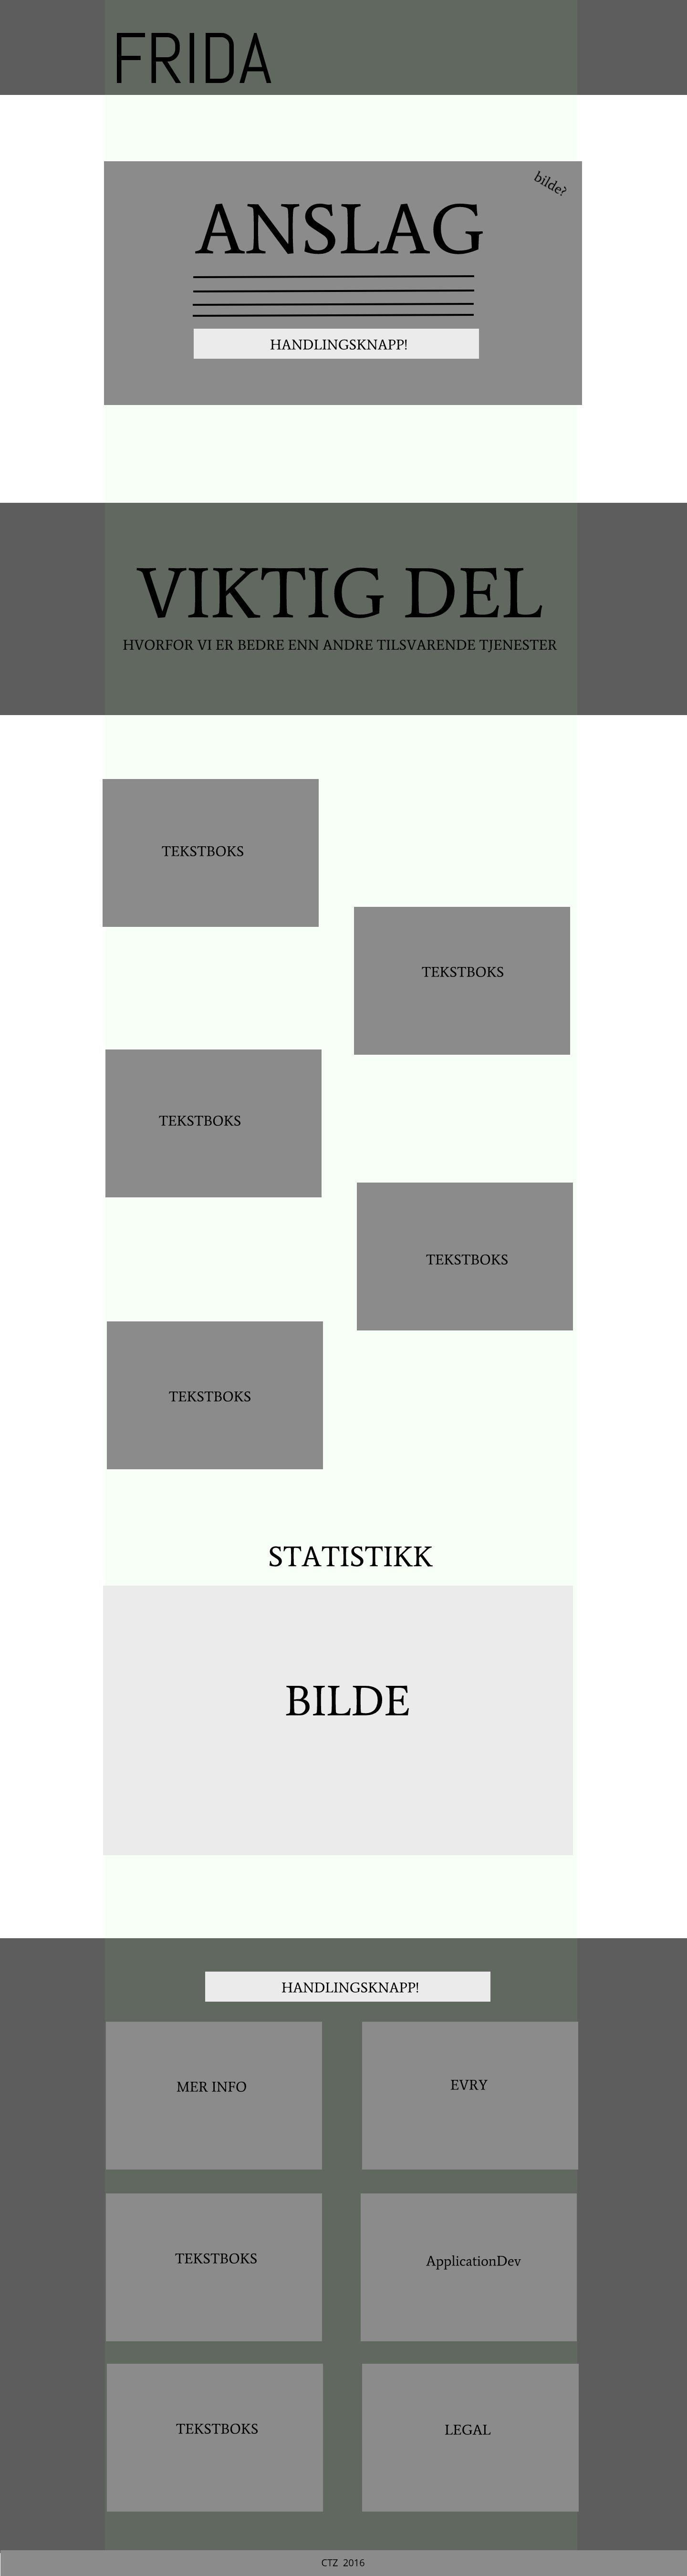 FRIDA
bilde?
ANSLAG
HANDLINGSKNAPP!
VIKTIG DEL
HVORFOR VI ER BEDRE ENN ANDRE TILSVARENDE TJENESTER
TEKSTBOKS
TEKSTBOKS
TEKSTBOKS
TEKSTBOKS
TEKSTBOKS
STATISTIKK
BILDE
HANDLINGSKNAPP!
MER INFO
EVRY
TEKSTBOKS
ApplicationDev
TEKSTBOKS
LEGAL
CTZ 2016